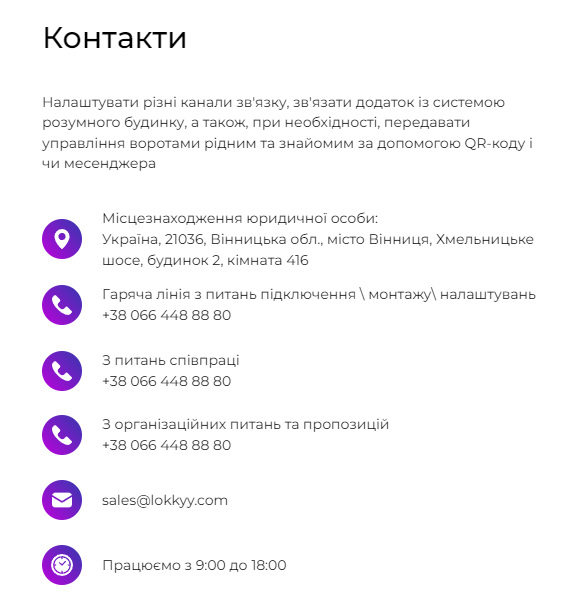 Контакти
Налаштувати різні канали зв'язку, зв'язати додаток із системою
розумного будинку, а також, при необхідності, передавати
управління воротами рідним та знайомим за допомогою QR-коду і
чи месенджера
Місцезнаходження юридичної особи:
Україна, 21036, Вінницька обл., місто Вінниця, Хмельницьке
шосе, будинок 2, кімната 416
Гаряча лінія з питань підключення \ монтажу\ налаштувань
+38 066 448 88 80
З питань співпраці
+38 066 448 88 80
З організаційних питань та пропозицій
+38 066 448 88 80
sales@lokkyy.com
Працюємо з 9:00 до 18:00